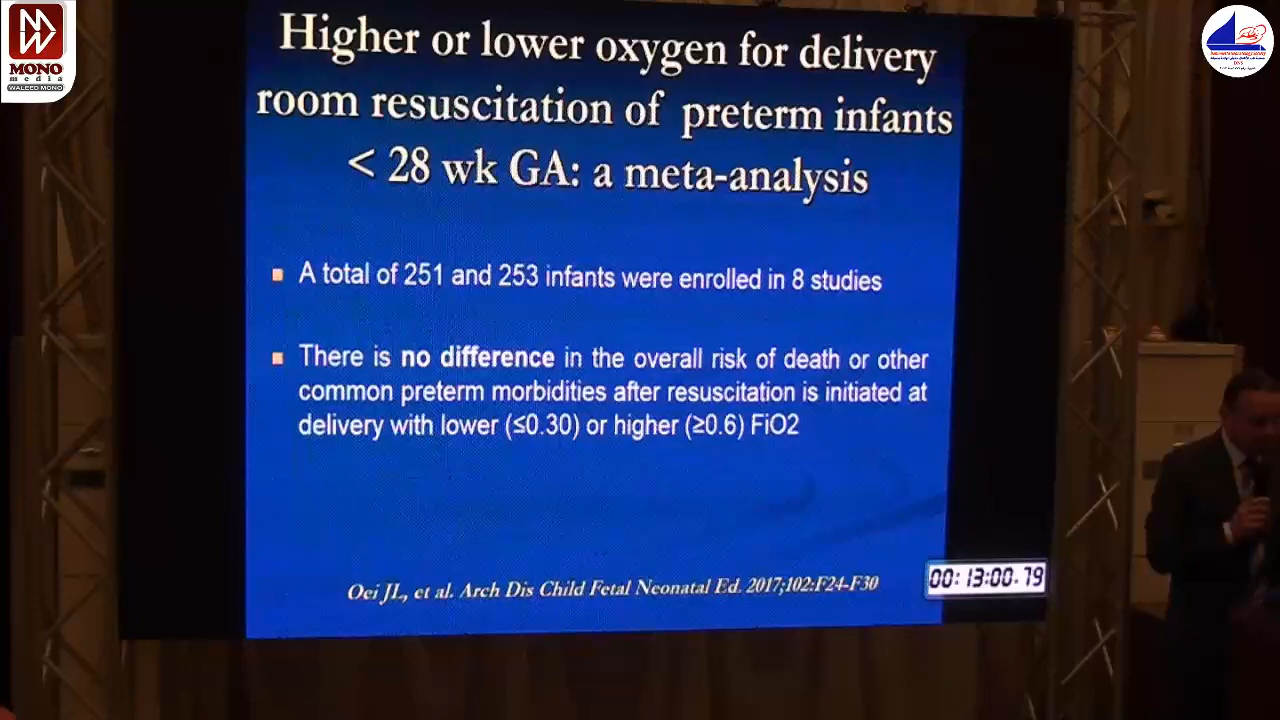 MONO
media
WALEED MONO
DNS
Higher or lower oxygen for delivery
room resuscitation of preterm infants
< 28 wk GA: a meta-analysis
A total of 251 and 253 infants were enrolled in 8 studies
There is no difference in the overall risk of death or other
common preterm morbidities after resuscitation is initiated at
delivery with lower (≤0.30) or higher (≥0.6) FiO2
Oei JL, et al. Arch Dis Child Fetal Neonatal Ed. 2017;102:F24-F30
00:13:00.79